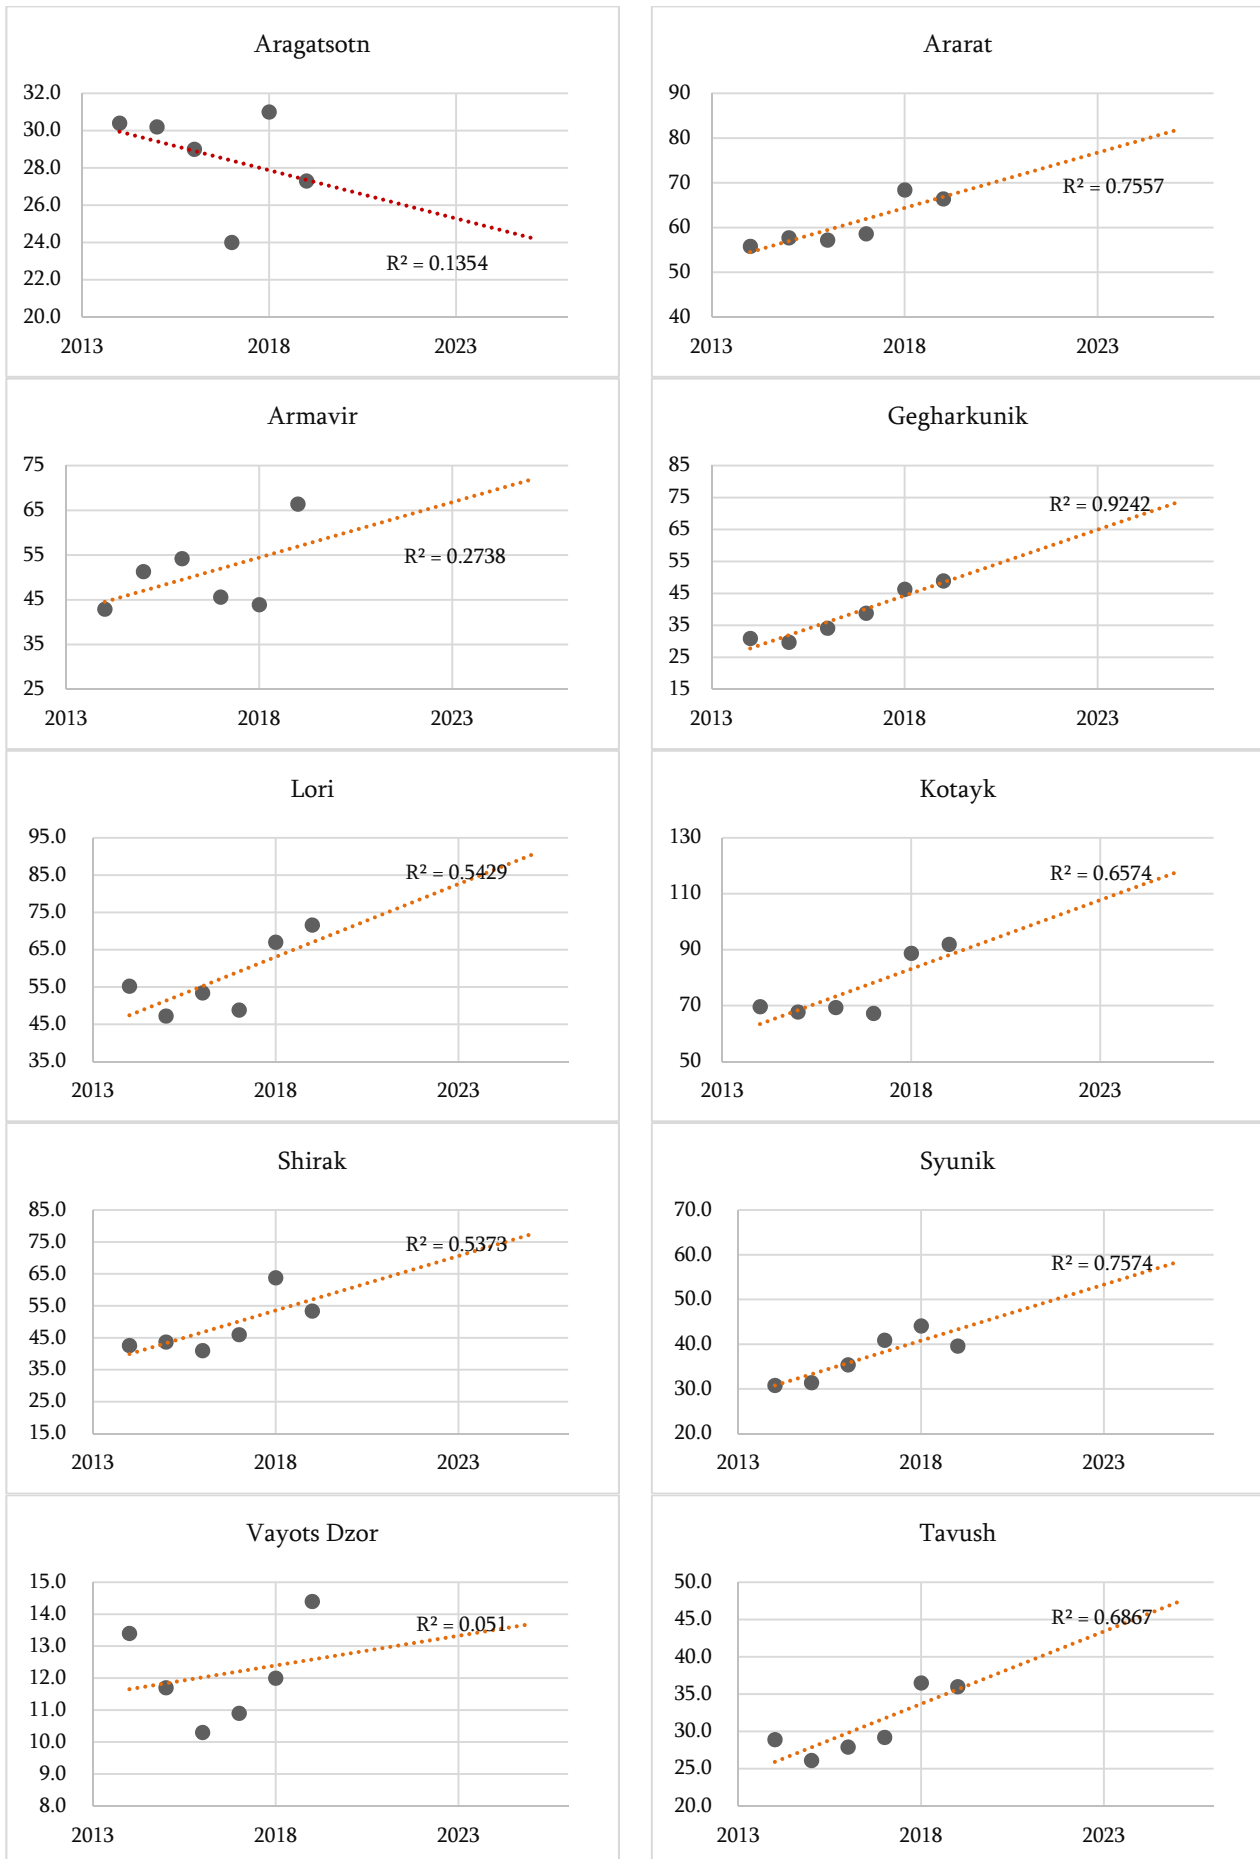 Aragatsotn
32.0
30.0
28.0
26.0
24.0
22.0
20.0
R² = 0.1354
2013 2018 2023
Ararat
90
80
70
60
50
40
R² = 0.7557
2013 2018 2023
Armavir
75
65
55
45
35
25
R² = 0.2738
2013 2018 2023
Gegharkunik
85
75
65
55
45
35
25
15
R² = 0.9242
2013 2018 2023
Lori
95.0
85.0
75.0
65.0
55.0
45.0
35.0
R² = 0.5429
2013 2018 2023
Kotayk
130
110
90
70
50
R² = 0.6574
2013 2018 2023
Shirak
85.0
75.0
65.0
55.0
45.0
35.0
25.0
15.0
R² = 0.5373
2013 2018 2023
Syunik
70.0
60.0
50.0
40.0
30.0
20.0
R² = 0.7574
2013 2018 2023
Vayots Dzor
15.0
14.0
13.0
12.0
11.0
10.0
9.0
8.0
R² = 0.051
2013 2018 2023
Tavush
50.0
45.0
40.0
35.0
30.0
25.0
20.0
R² = 0.6867
2013 2018 2023